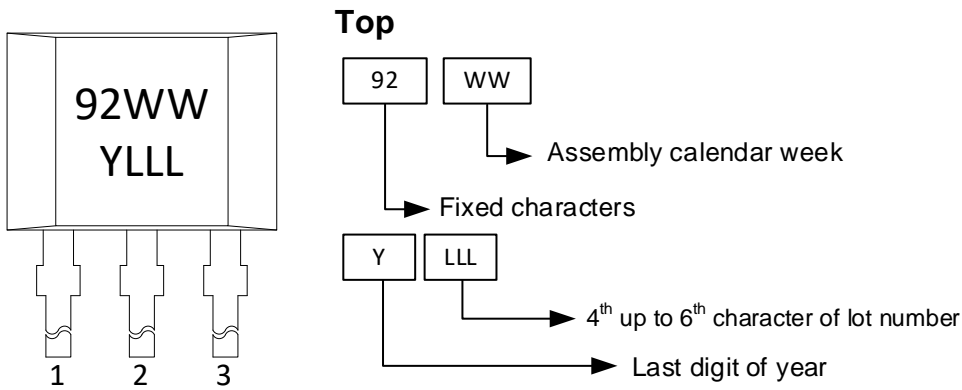 Top
92WW
YLLL
1 2 3
92 WW
Assembly calendar week
Fixed characters
Y LLL
4th up to 6th character of lot number
Last digit of year